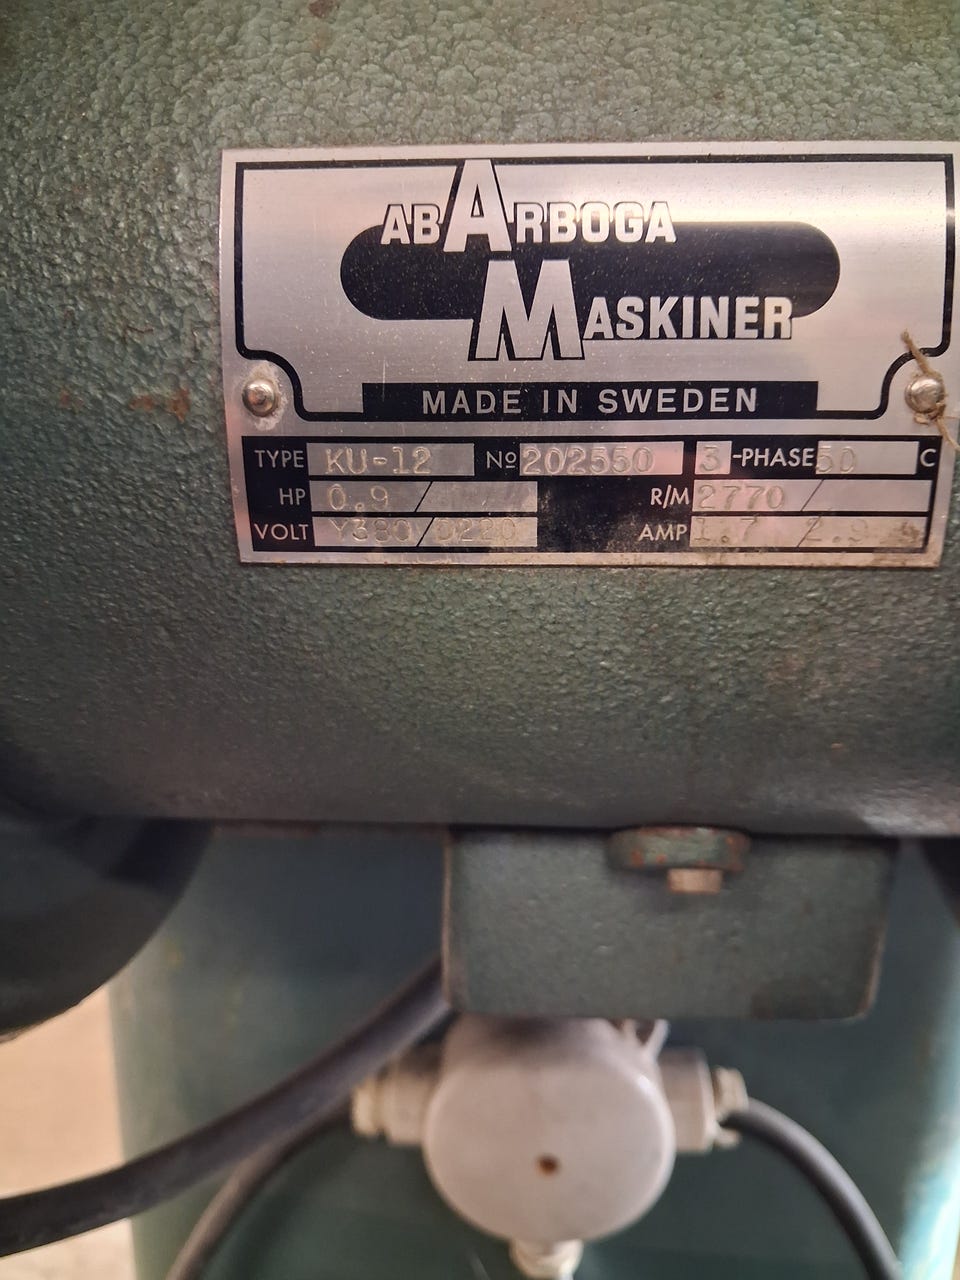 AB ARBOGA
MASKINER
MADE IN SWEDEN
TYPE KU-12 No 202550 3-PHASE 50 C
HP 0.9 / R/M 2770 /
VOLT Y380/D220 AMP 1.7 / 2.9